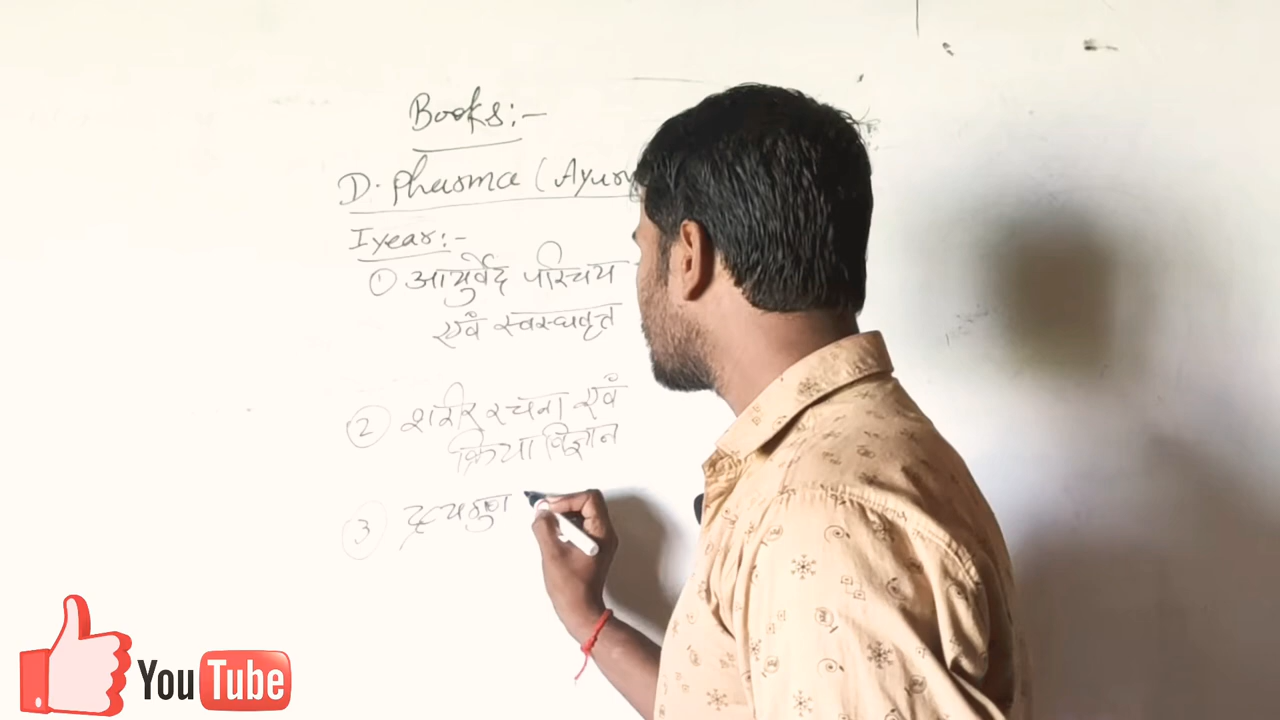 Books:-
D. Pharma (Ayur
I year:-
① आयुर्वेद परिचय
एवं स्वस्थवृत्त
② शरीर रचना एवं
क्रिया विज्ञान
③ द्रव्यगुण
YouTube